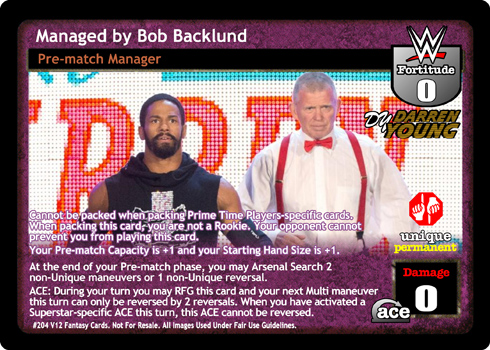 Managed by Bob Backlund
Pre-match Manager
W
Fortitude
0
DY DARREN
YOUNG
Cannot be packed when packing Prime Time Players-specific cards.
When packing this card, you are not a Rookie. Your opponent cannot
prevent you from playing this card.
Your Pre-match Capacity is +1 and your Starting Hand Size is +1.
At the end of your Pre-match phase, you may Arsenal Search 2
non-Unique maneuvers or 1 non-Unique reversal.
ACE: During your turn you may RFG this card and your next Multi maneuver
this turn can only be reversed by 2 reversals. When you have activated a
Superstar-specific ACE this turn, this ACE cannot be reversed.
#204 V12 Fantasy Cards. Not For Resale. All Images Used Under Fair Use Guidelines.
unique
permanent
Damage
0
ace